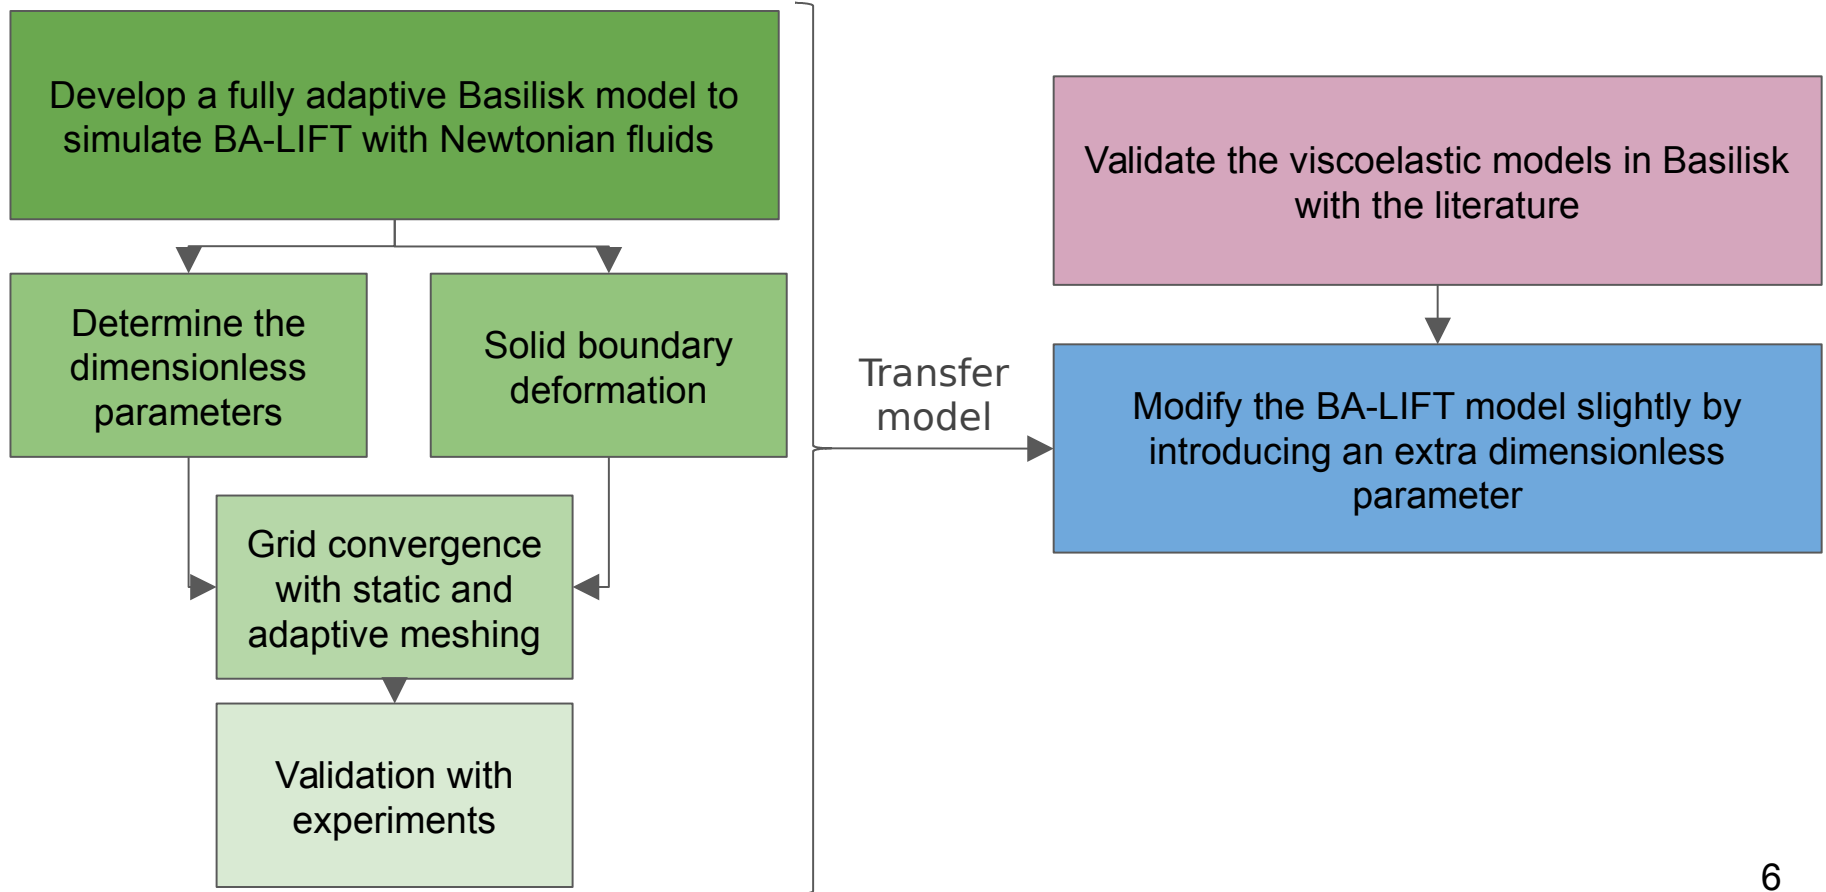 Develop a fully adaptive Basilisk model to
simulate BA-LIFT with Newtonian fluids
Determine the
dimensionless
parameters
Solid boundary
deformation
Grid convergence
with static and
adaptive meshing
Validation with
experiments
Transfer
model
Validate the viscoelastic models in Basilisk
with the literature
Modify the BA-LIFT model slightly by
introducing an extra dimensionless
parameter
6